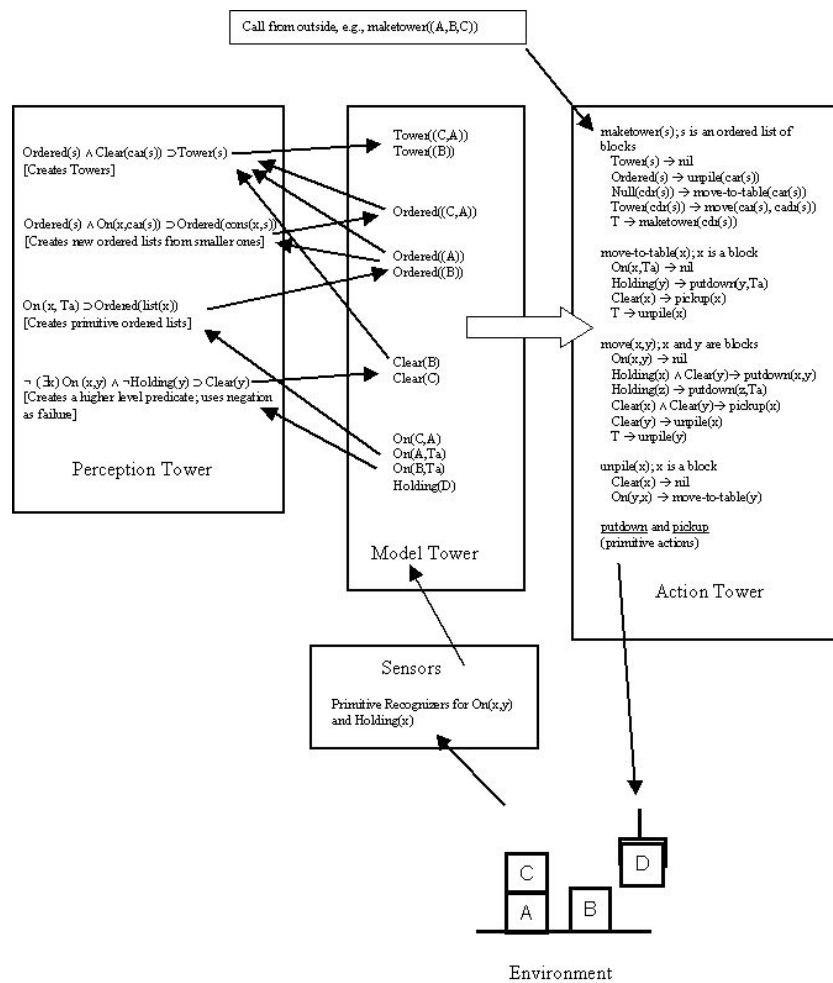 Call from outside, e.g., maketower((A,B,C))
Ordered(s) ∧ Clear(car(s)) ⊃ Tower(s)
[Creates Towers]
Ordered(s) ∧ On(x,car(s)) ⊃ Ordered(cons(x,s))
[Creates new ordered lists from smaller ones]
On (x, Ta) ⊃ Ordered(list(x))
[Creates primitive ordered lists]
¬ (∃x) On (x,y) ∧ ¬Holding(y) ⊃ Clear(y)
[Creates a higher level predicate; uses negation
as failure]
Perception Tower
Tower((C,A))
Tower((B))
Ordered((C,A))
Ordered((A))
Ordered((B))
Clear(B)
Clear(C)
On(C,A)
On(A,Ta)
On(B,Ta)
Holding(D)
Model Tower
maketower(s); s is an ordered list of
blocks
Tower(s) → nil
Ordered(s) → unpile(car(s))
Null(cdr(s)) → move-to-table(car(s))
Tower(cdr(s)) → move(car(s), cadr(s))
T → maketower(cdr(s))
move-to-table(x); x is a block
On(x,Ta) → nil
Holding(y) → putdown(y,Ta)
Clear(x) → pickup(x)
T → unpile(x)
move(x,y); x and y are blocks
On(x,y) → nil
Holding(x) ∧ Clear(y) → putdown(x,y)
Holding(z) → putdown(z,Ta)
Clear(x) ∧ Clear(y) → pickup(x)
Clear(y) → unpile(x)
T → unpile(y)
unpile(x); x is a block
Clear(x) → nil
On(y,x) → move-to-table(y)
putdown and pickup
(primitive actions)
Action Tower
Sensors
Primitive Recognizers for On(x,y)
and Holding(x)
D
C
A
B
Environment